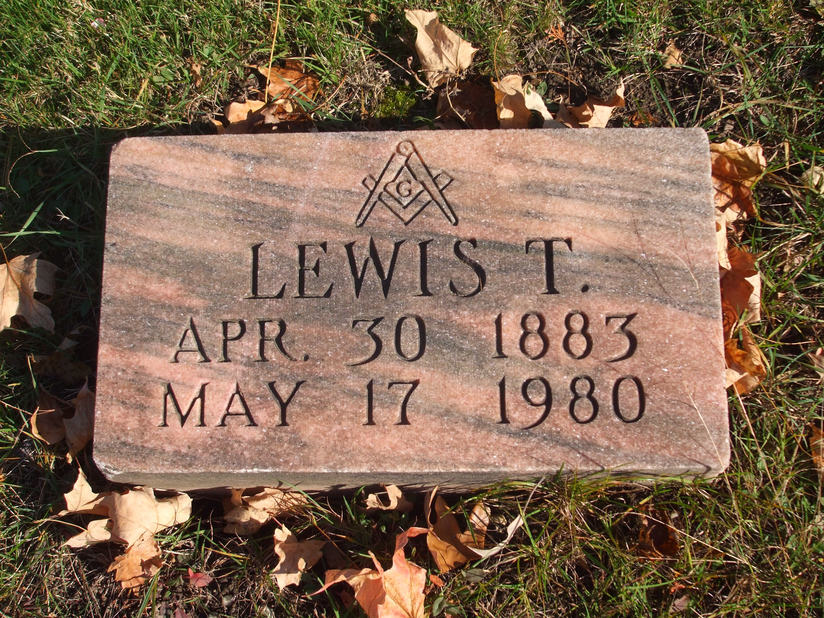 G
LEWIS T.
APR. 30 1883
MAY 17 1980